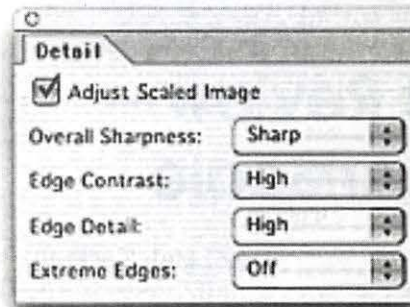 Detail
Adjust Scaled Image
Overall Sharpness: Sharp
Edge Contrast: High
Edge Detail: High
Extreme Edges: Off